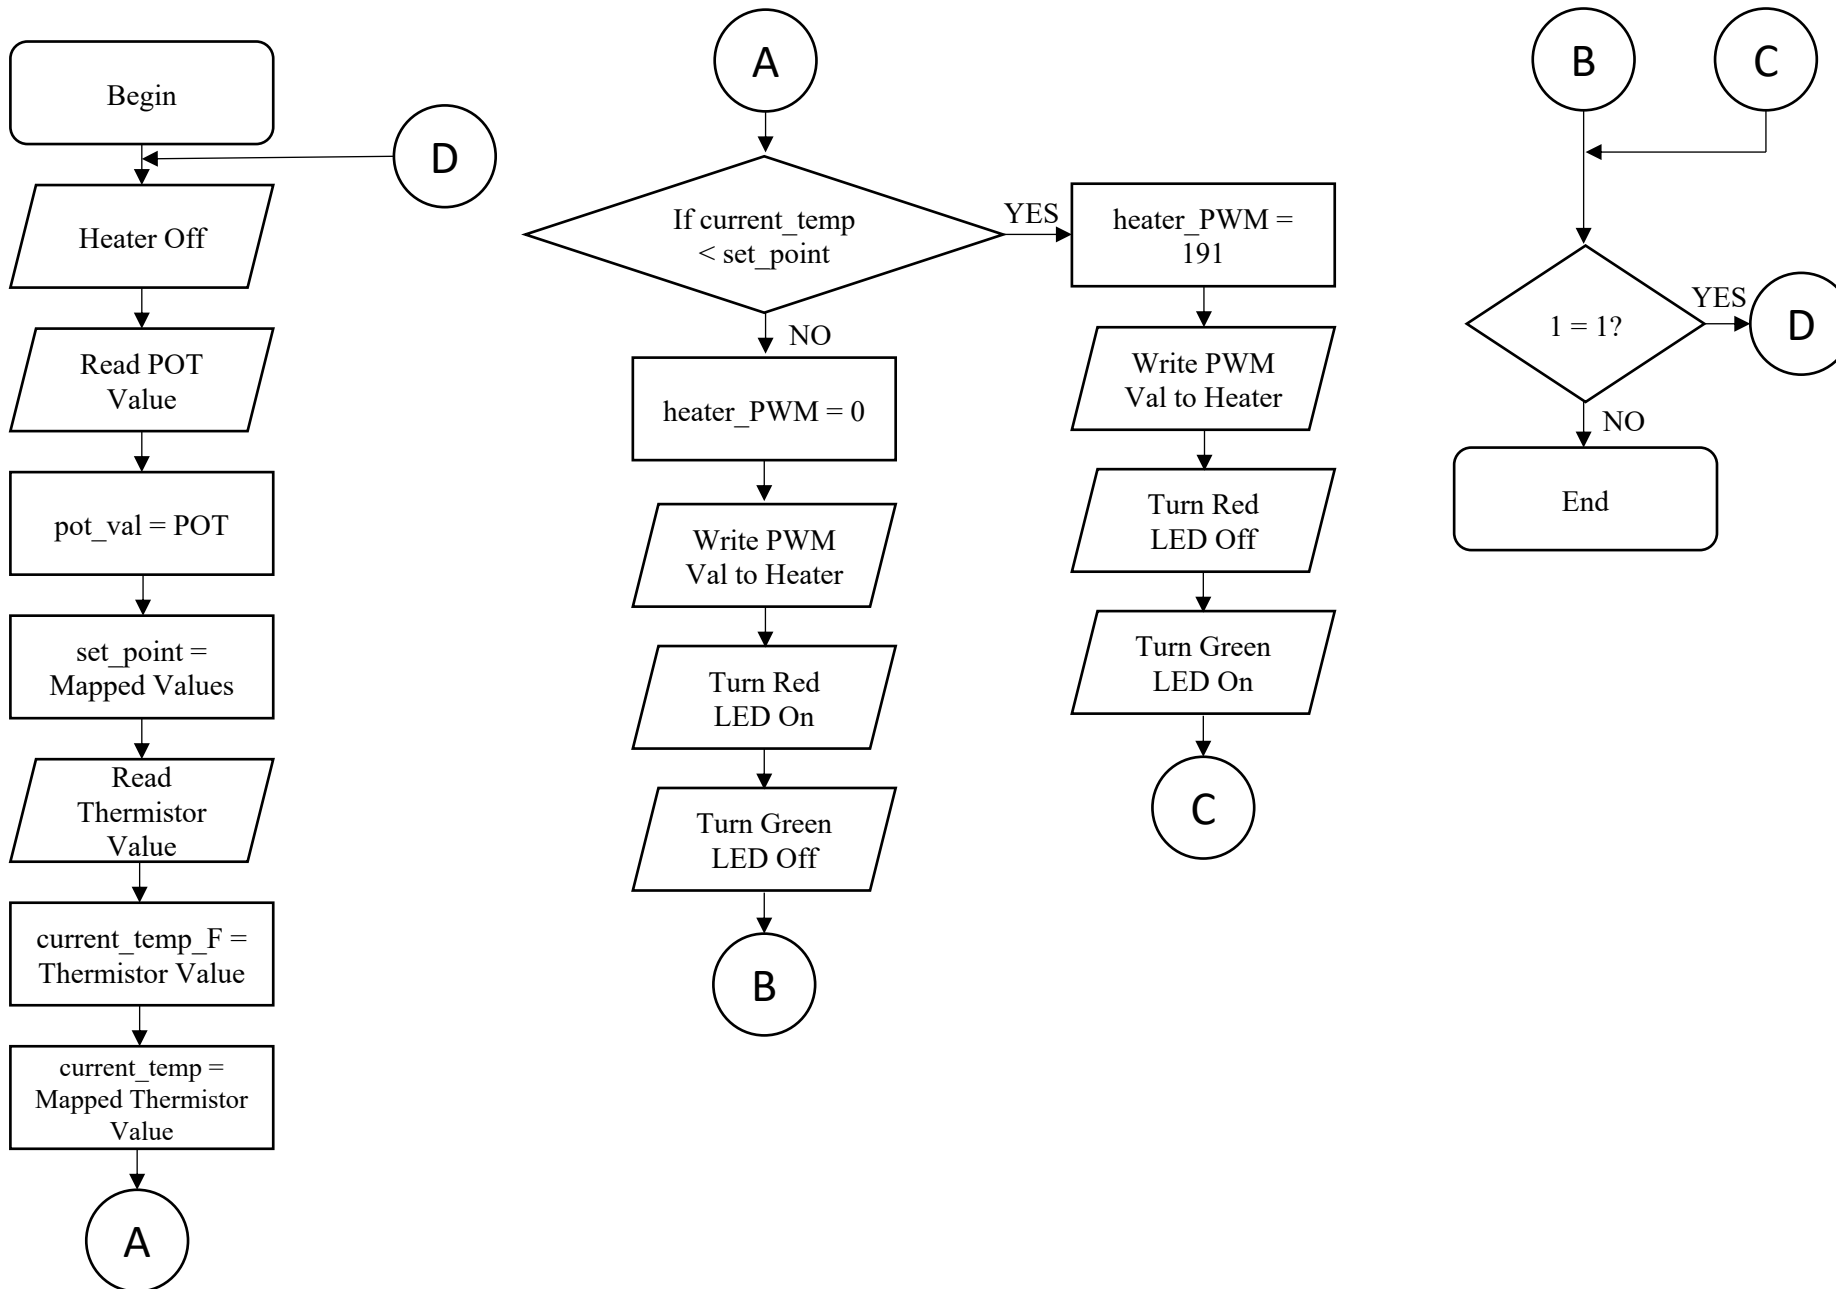 Begin
D
Heater Off
Read POT
Value
pot_val = POT
set_point =
Mapped Values
Read
Thermistor
Value
current_temp_F =
Thermistor Value
current_temp =
Mapped Thermistor
Value
A
A
If current_temp
< set_point
YES
NO
heater_PWM = 0
Write PWM
Val to Heater
Turn Red
LED On
Turn Green
LED Off
B
heater_PWM =
191
Write PWM
Val to Heater
Turn Red
LED Off
Turn Green
LED On
C
B
C
1 = 1?
YES
D
NO
End